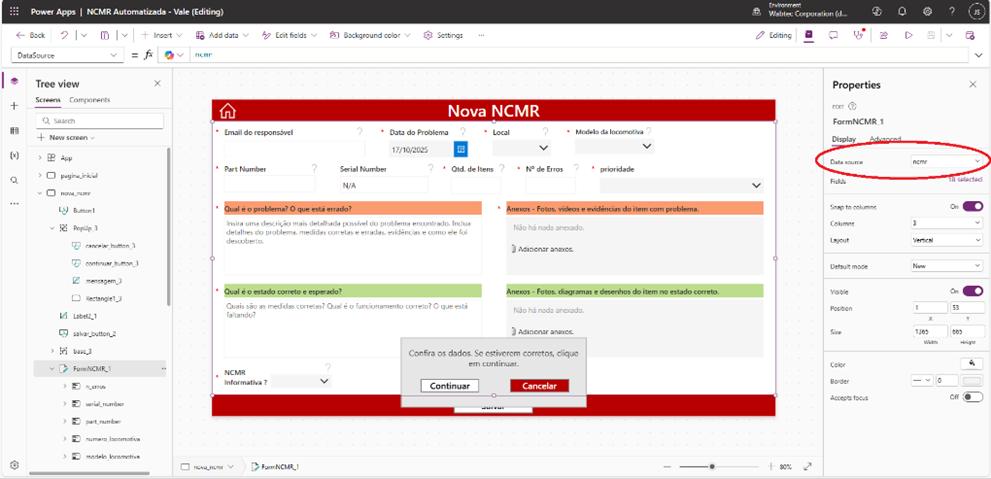 Power Apps | NCMR Automatizada - Vale (Editing)
Environment
Wabtec Corporation (d...
JS
Back
Insert
Add data
Edit fields
Background color
Settings
Editing
DataSource
= fx
ncmr
Tree view
Screens
Components
Search
New screen
App
pagina_inicial
nova_ncmr
Button1
PopUp_3
cancelar_button_3
continuar_button_3
mensagem_3
Rectangle1_3
Label2_1
salvar_button_2
base_3
FormNCMR_1
n_erros
serial_number
part_number
numero_locomotiva
modelo_locomotiva
Nova NCMR
* Email do responsável
* Data do Problema
* Local
* Modelo da locomotiva
17/10/2025
* Part Number
Serial Number
* Qtd. de Itens
* Nº de Erros
* prioridade
N/A
* Qual é o problema? O que está errado?
* Anexos - Fotos, vídeos e evidências do item com problema.
Insira uma descrição mais detalhada possível do problema encontrado. Inclua
detalhes do problema, medidas corretas e erradas, evidências e como ele foi
descoberto.
Não há nada anexado.
Adicionar anexos.
* Qual é o estado correto e esperado?
Anexos - Fotos, diagramas e desenhos do item no estado correto.
Quais são as medidas corretas? Qual é o funcionamento correto? O que está
faltando?
Não há nada anexado.
Adicionar anexos.
* NCMR
Informativa ?
Confira os dados. Se estiverem corretos, clique
em continuar.
Continuar
Cancelar
Salvar
nova_ncmr
FormNCMR_1
80%
Properties
FormNCMR_1
Display
Advanced
Data source
ncmr
Fields
18 selected
Snap to columns
On
Columns
3
Layout
Vertical
Default mode
New
Visible
On
Position
1
53
X
Y
Size
1365
665
Width
Height
Color
Border
0
Accepts focus
Off